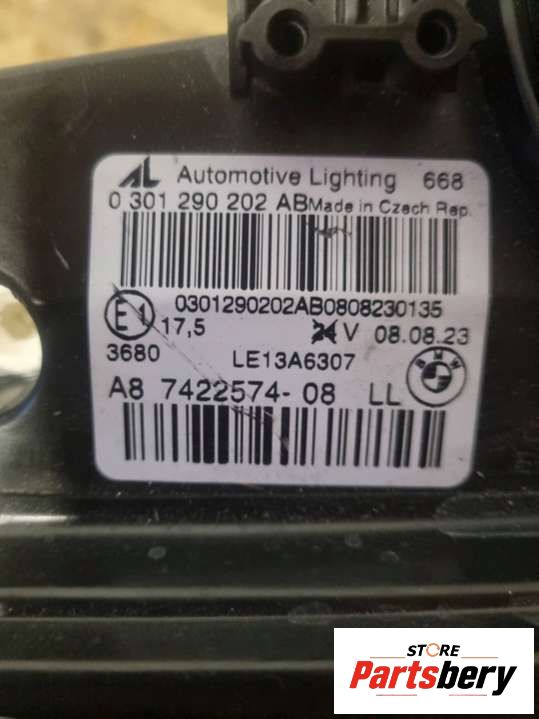 AL Automotive Lighting 668
0 301 290 202 AB Made in Czech Rep.
0301290202AB0808230135
E1 17,5 24 V 08.08.23
3680 LE13A6307
A8 7422574-08 LL
STORE
Partsbery